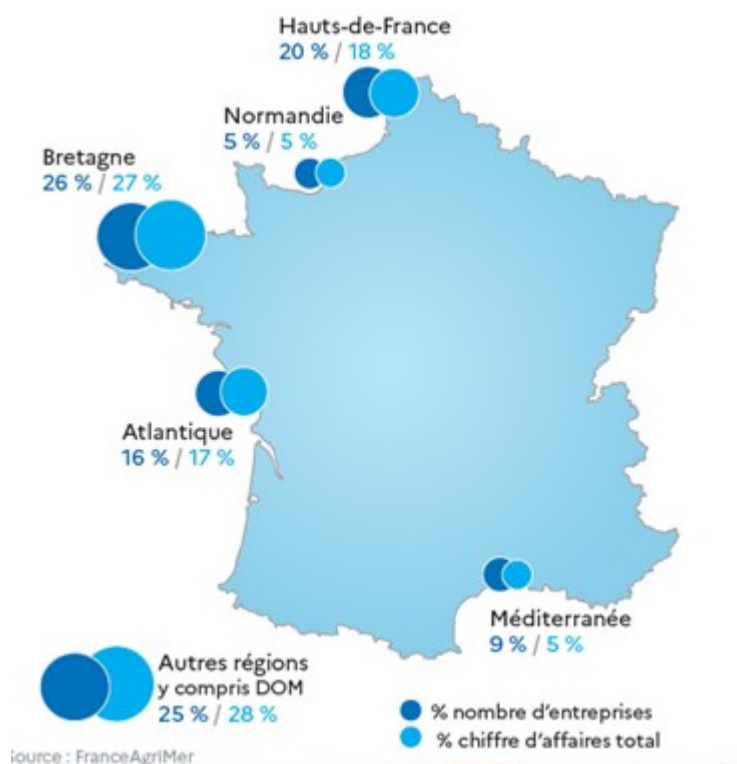 Hauts-de-France
20 % / 18 %
Normandie
5 % / 5 %
Bretagne
26 % / 27 %
Atlantique
16 % / 17 %
Méditerranée
9 % / 5 %
Autres régions
y compris DOM
25 % / 28 %
% nombre d'entreprises
% chiffre d'affaires total
Source : FranceAgriMer